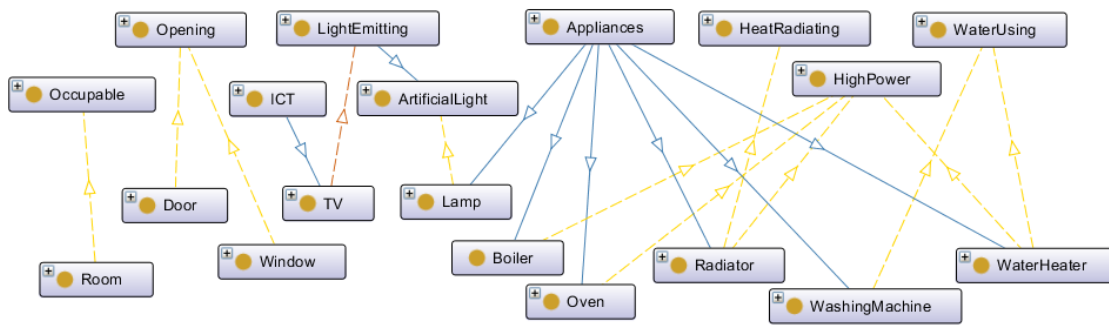 Opening
LightEmitting
Appliances
HeatRadiating
WaterUsing
HighPower
Occupable
ICT
ArtificialLight
Door
TV
Lamp
Room
Window
Boiler
Radiator
WaterHeater
Oven
WashingMachine